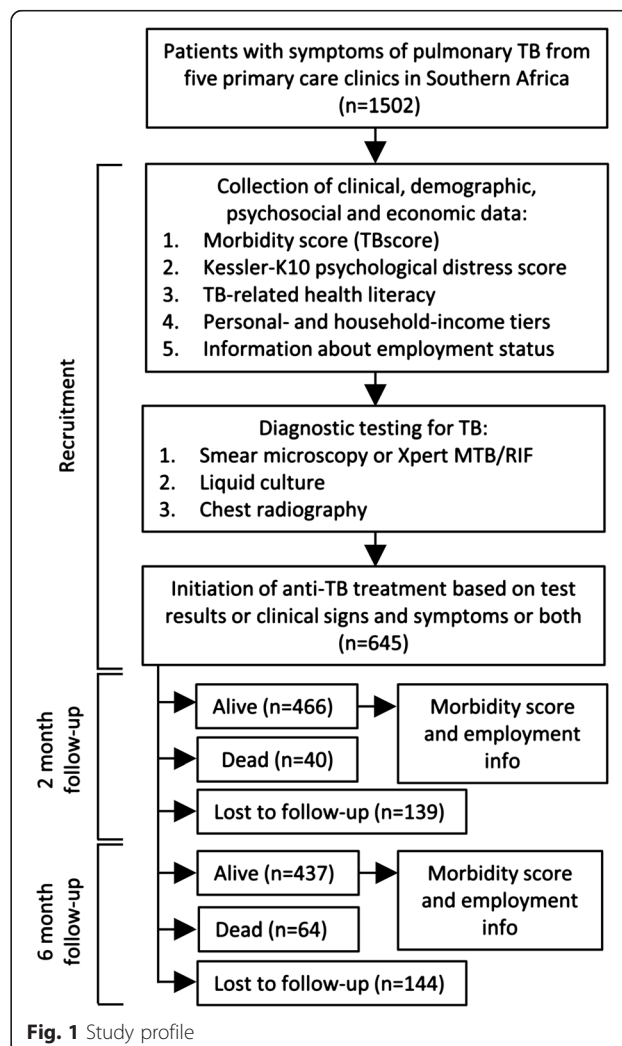 Patients with symptoms of pulmonary TB from
five primary care clinics in Southern Africa
(n=1502)
Recruitment
Collection of clinical, demographic,
psychosocial and economic data:
1. Morbidity score (TBscore)
2. Kessler-K10 psychological distress score
3. TB-related health literacy
4. Personal- and household-income tiers
5. Information about employment status
Diagnostic testing for TB:
1. Smear microscopy or Xpert MTB/RIF
2. Liquid culture
3. Chest radiography
Initiation of anti-TB treatment based on test
results or clinical signs and symptoms or both
(n=645)
2 month
follow-up
Alive (n=466)
Morbidity score
and employment
info
Dead (n=40)
Lost to follow-up (n=139)
6 month
follow-up
Alive (n=437)
Morbidity score
and employment
info
Dead (n=64)
Lost to follow-up (n=144)
Fig. 1 Study profile